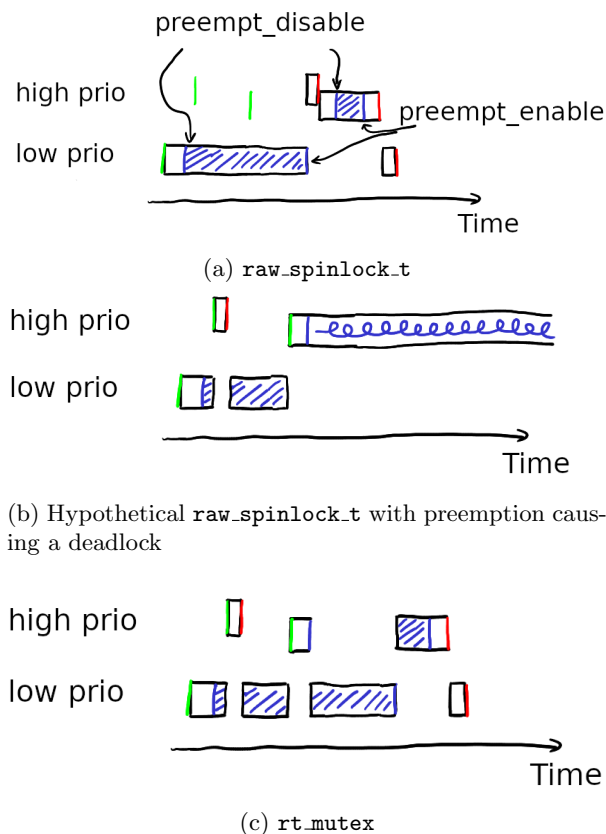 preempt_disable
high prio
preempt_enable
low prio
Time
(a) raw_spinlock_t
high prio
low prio
Time
(b) Hypothetical raw_spinlock_t with preemption caus-
ing a deadlock
high prio
low prio
Time
(c) rt_mutex